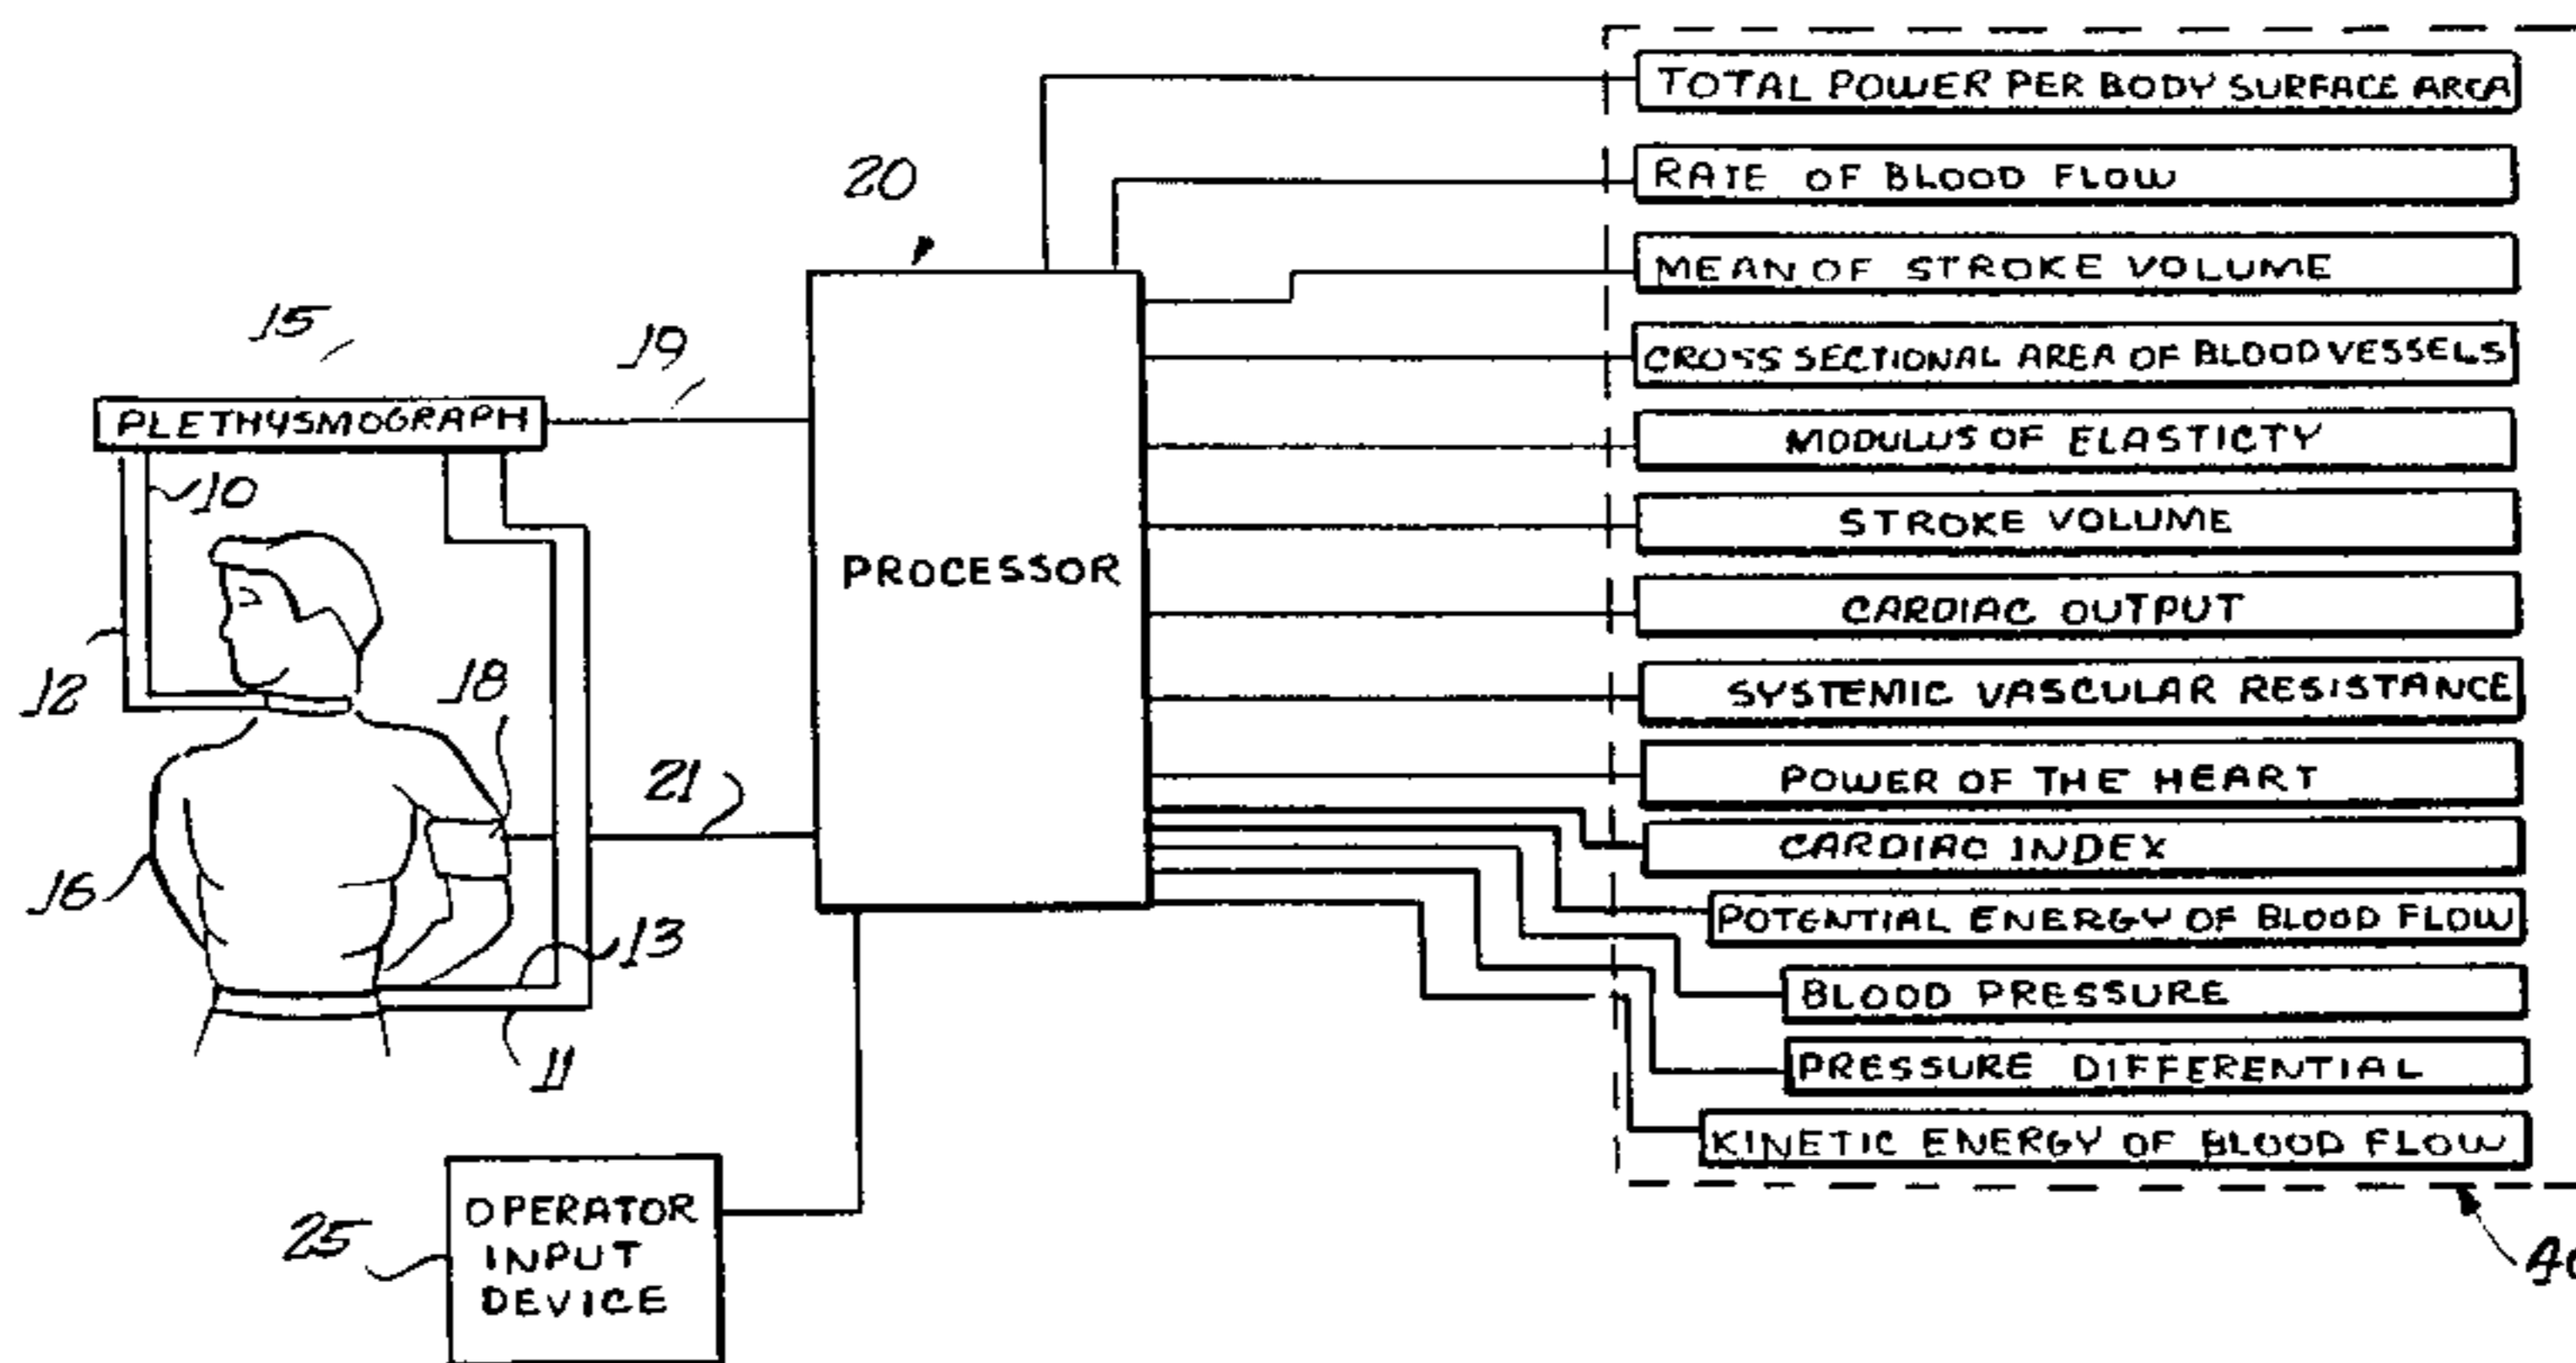 TOTAL POWER PER BODY SURFACE AREA
20
RATE OF BLOOD FLOW
MEAN OF STROKE VOLUME
15
19
CROSS SECTIONAL AREA OF BLOOD VESSELS
PLETHYSMOGRAPH
MODULUS OF ELASTICTY
10
STROKE VOLUME
PROCESSOR
CARDIAC OUTPUT
12
18
SYSTEMIC VASCULAR RESISTANCE
21
POWER OF THE HEART
CARDIAC INDEX
16
POTENTIAL ENERGY OF BLOOD FLOW
13
BLOOD PRESSURE
11
PRESSURE DIFFERENTIAL
KINETIC ENERGY OF BLOOD FLOW
25
OPERATOR
INPUT
DEVICE